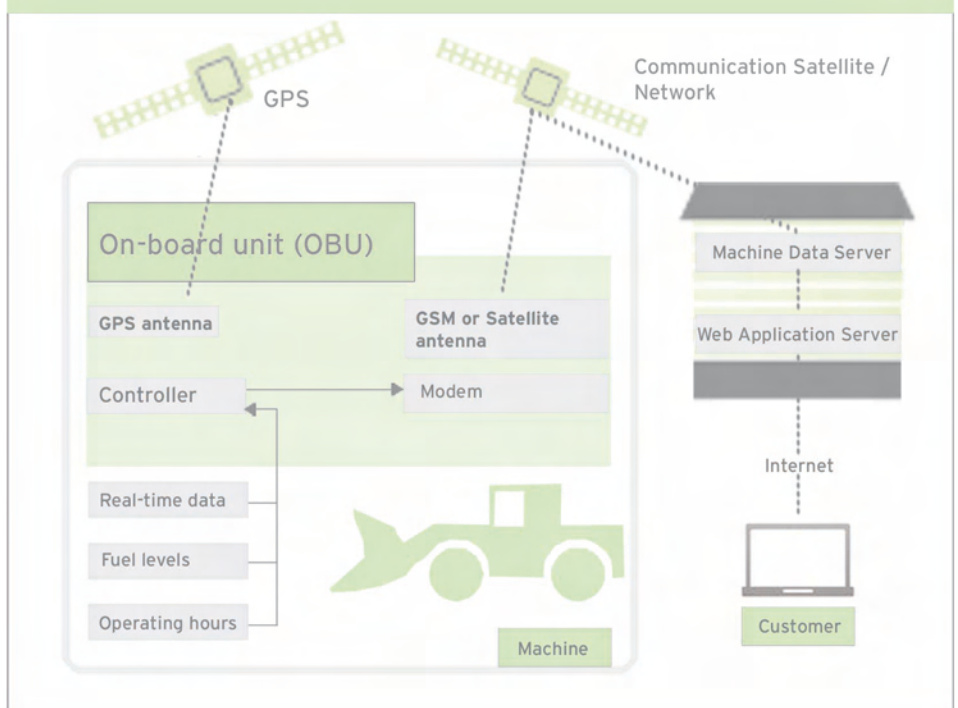 GPS
Communication Satellite /
Network
On-board unit (OBU)
GPS antenna
GSM or Satellite
antenna
Controller
Modem
Real-time data
Fuel levels
Operating hours
Machine
Machine Data Server
Web Application Server
Internet
Customer